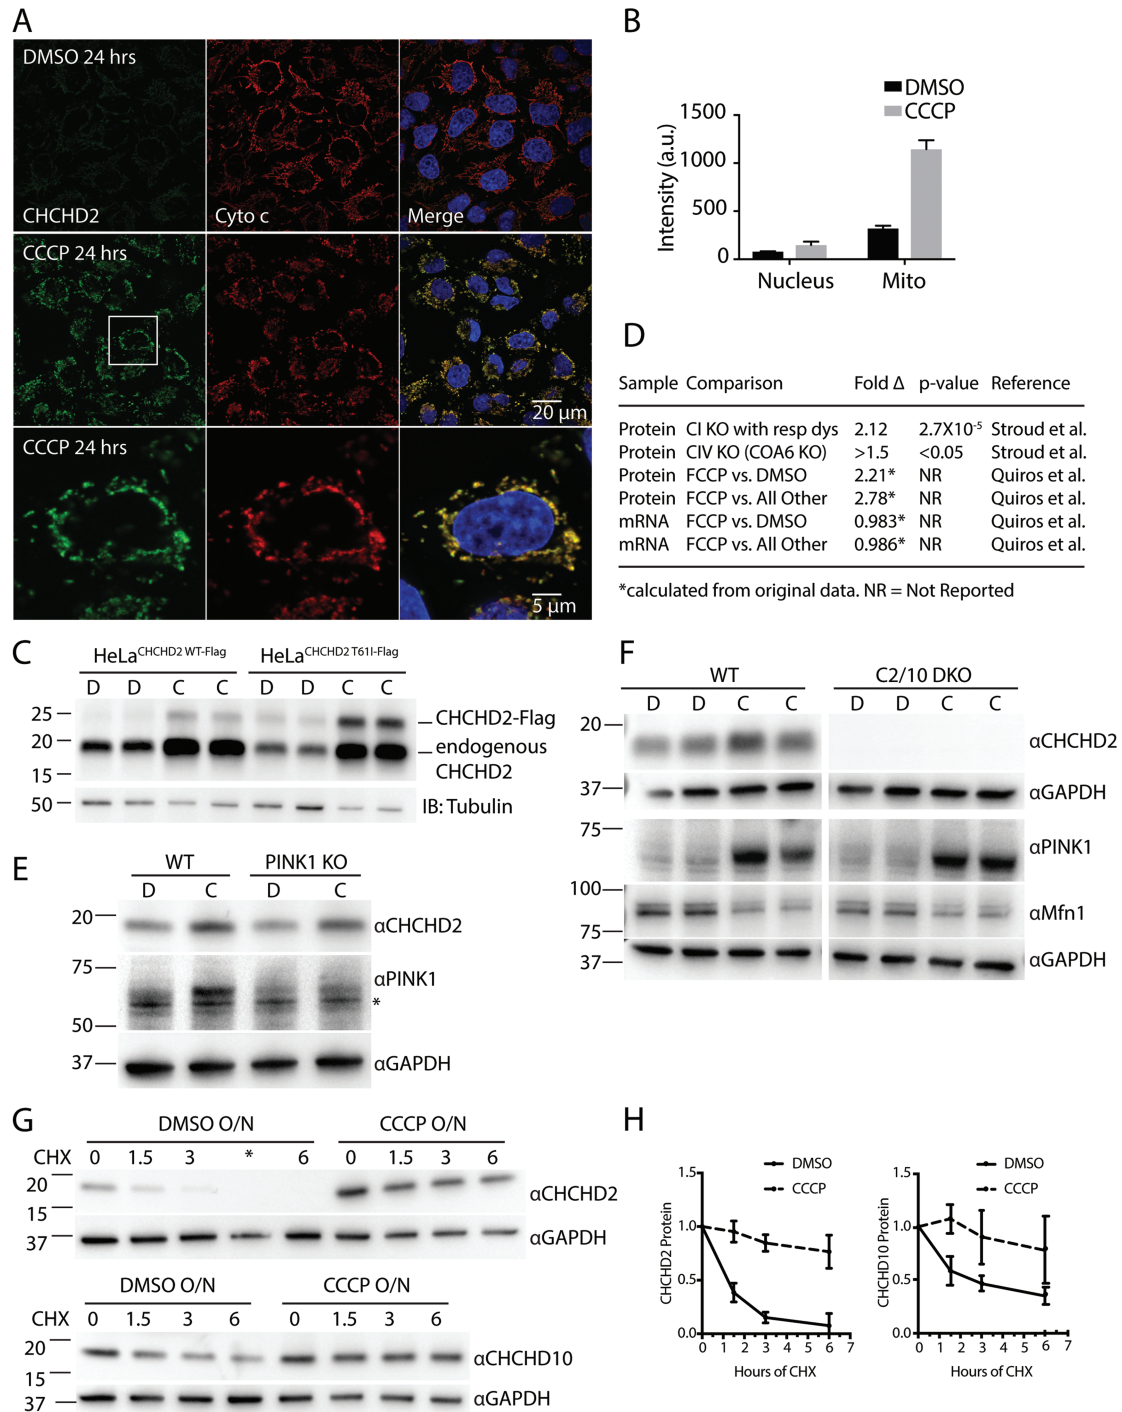 A
DMSO 24 hrs
CHCHD2
Cyto c
Merge
CCCP 24 hrs
20 µm
CCCP 24 hrs
5 µm
B
DMSO
CCCP
Intensity (a.u.)
1500
1000
500
0
Nucleus
Mito
D
Sample Comparison Fold Δ p-value Reference
Protein CI KO with resp dys 2.12 2.7X10⁻⁵ Stroud et al.
Protein CIV KO (COA6 KO) >1.5 <0.05 Stroud et al.
Protein FCCP vs. DMSO 2.21* NR Quiros et al.
Protein FCCP vs. All Other 2.78* NR Quiros et al.
mRNA FCCP vs. DMSO 0.983* NR Quiros et al.
mRNA FCCP vs. All Other 0.986* NR Quiros et al.
*calculated from original data. NR = Not Reported
C
HeLa^CHCHD2 WT-Flag HeLa^CHCHD2 T61I-Flag
D D C C D D C C
25
20
15
50
CHCHD2-Flag
endogenous
CHCHD2
IB: Tubulin
E
WT PINK1 KO
D C D C
20
αCHCHD2
75
αPINK1
*
50
37
αGAPDH
F
WT C2/10 DKO
D D C C D D C C
20
αCHCHD2
37
αGAPDH
75
αPINK1
100
αMfn1
75
37
αGAPDH
G
DMSO O/N CCCP O/N
CHX 0 1.5 3 * 6 0 1.5 3 6
20
αCHCHD2
15
37
αGAPDH
DMSO O/N CCCP O/N
CHX 0 1.5 3 6 0 1.5 3 6
20
αCHCHD10
15
37
αGAPDH
H
DMSO
CCCP
CHCHD2 Protein
1.5
1.0
0.5
0.0
0 1 2 3 4 5 6 7
Hours of CHX
DMSO
CCCP
CHCHD10 Protein
1.5
1.0
0.5
0.0
0 1 2 3 4 5 6 7
Hours of CHX